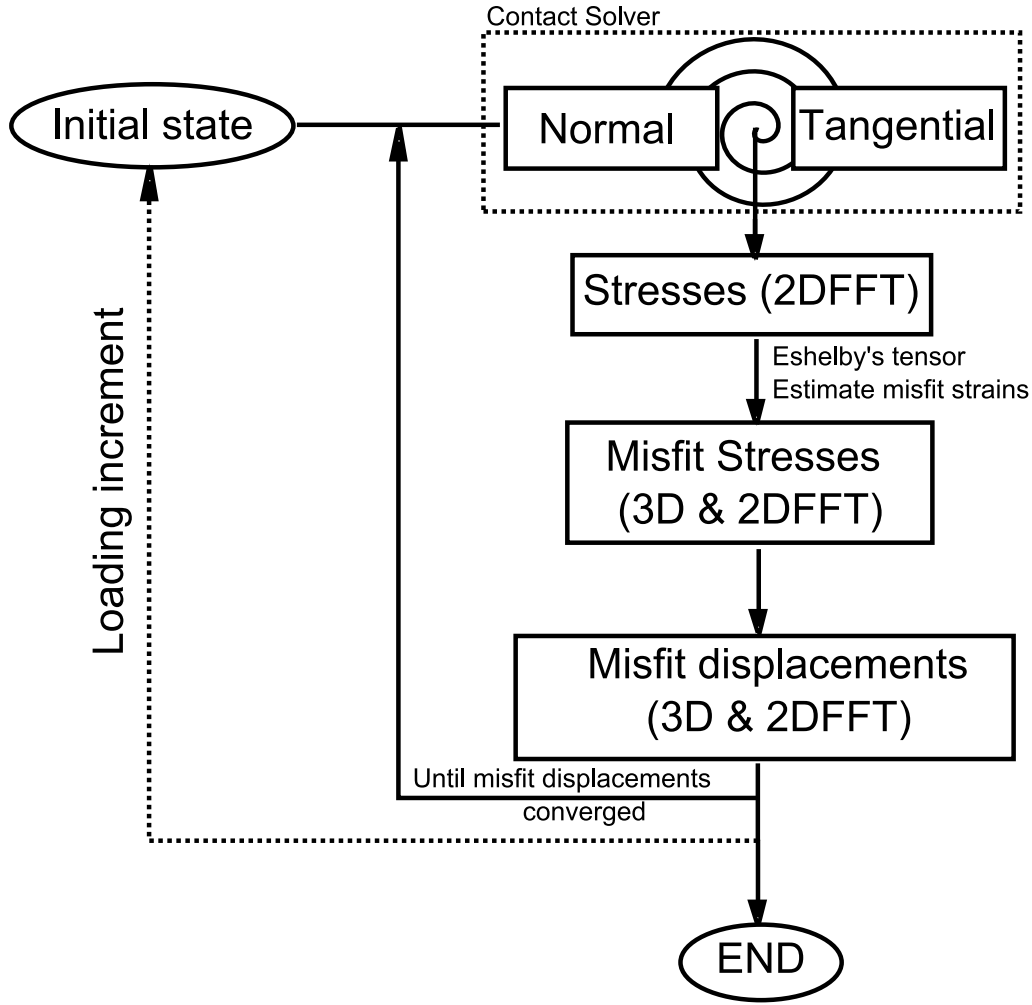 Contact Solver
Initial state
Normal
Tangential
Stresses (2DFFT)
Eshelby's tensor
Estimate misfit strains
Misfit Stresses
(3D & 2DFFT)
Loading increment
Misfit displacements
(3D & 2DFFT)
Until misfit displacements
converged
END